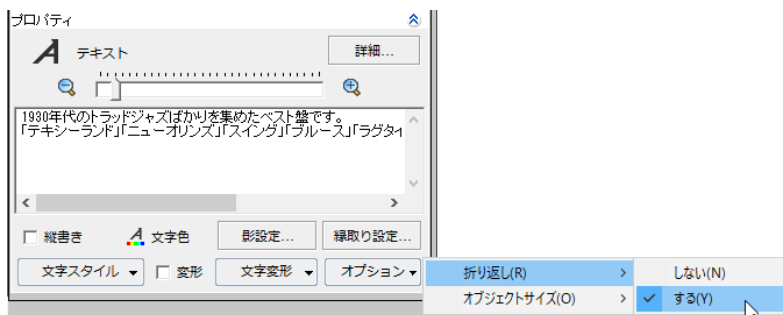 プロパティ
テキスト
詳細...
1930年代のトラッドジャズばかりを集めたベスト盤です。
「テキシーランド」「ニューオリンズ」「スイング」「ブルース」「ラグタイ
縦書き
文字色
影設定...
縁取り設定...
文字スタイル
変形
文字変形
オプション
折り返し(R)
しない(N)
オブジェクトサイズ(O)
する(Y)